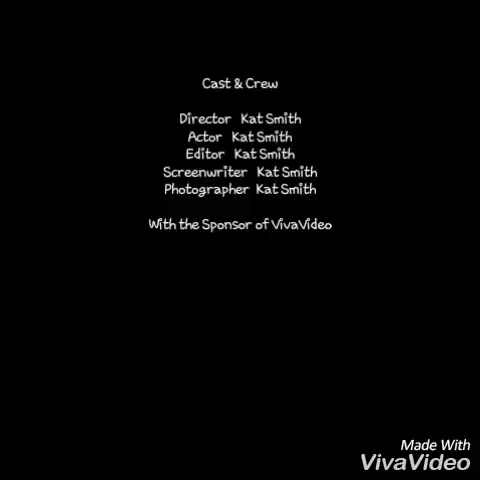 Cast & Crew
Director Kat Smith
Actor Kat Smith
Editor Kat Smith
Screenwriter Kat Smith
Photographer Kat Smith
With the Sponsor of VivaVideo
Made With
VivaVideo